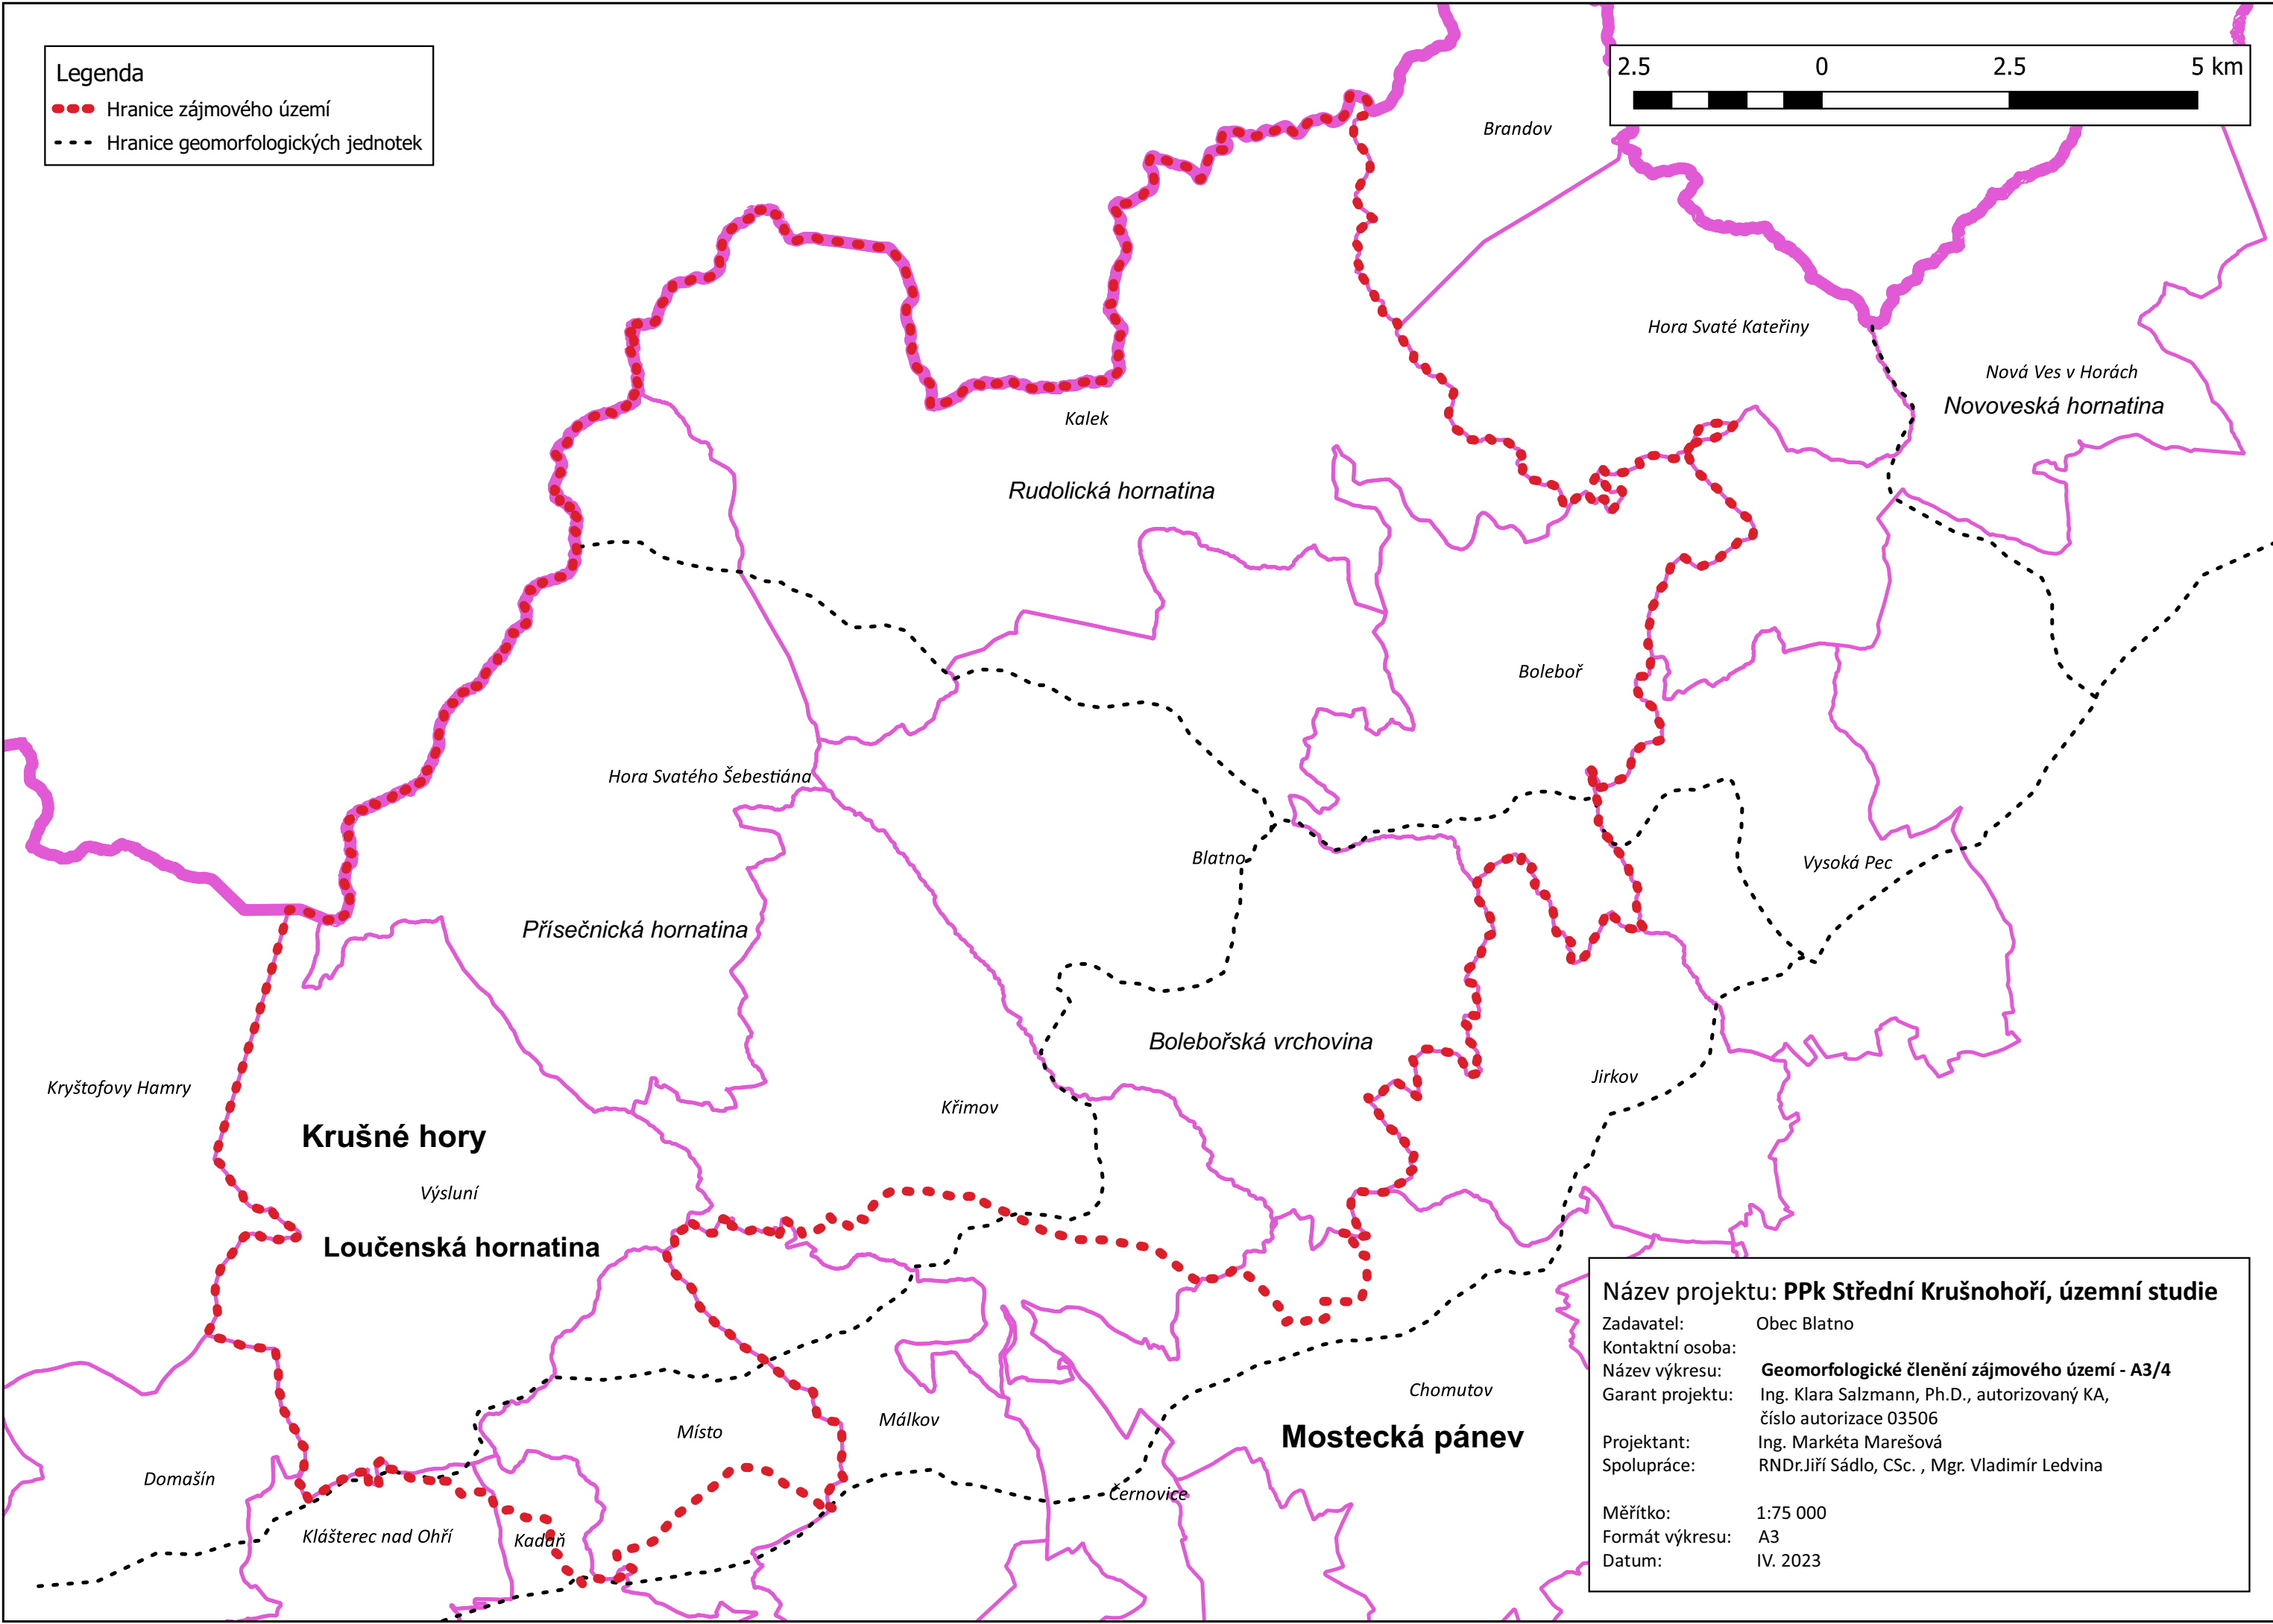 Legenda
Hranice zájmového území
Hranice geomorfologických jednotek
2.5 0 2.5 5 km
Brandov
Hora Svaté Kateřiny
Nová Ves v Horách
Novoveská hornatina
Kalek
Rudolická hornatina
Boleboř
Hora Svatého Šebestiána
Blatno
Vysoká Pec
Přísečnická hornatina
Bolebořská vrchovina
Jirkov
Kryštofovy Hamry
Křimov
Krušné hory
Výsluní
Loučenská hornatina
Chomutov
Málkov
Místo
Mostecká pánev
Domašín
Černovice
Klášterec nad Ohří
Kadaň
Název projektu: PPk Střední Krušnohoří, územní studie
Zadavatel: Obec Blatno
Kontaktní osoba:
Název výkresu: Geomorfologické členění zájmového území - A3/4
Garant projektu: Ing. Klara Salzmann, Ph.D., autorizovaný KA,
číslo autorizace 03506
Projektant: Ing. Markéta Marešová
Spolupráce: RNDr.Jiří Sádlo, CSc. , Mgr. Vladimír Ledvina
Měřítko: 1:75 000
Formát výkresu: A3
Datum: IV. 2023